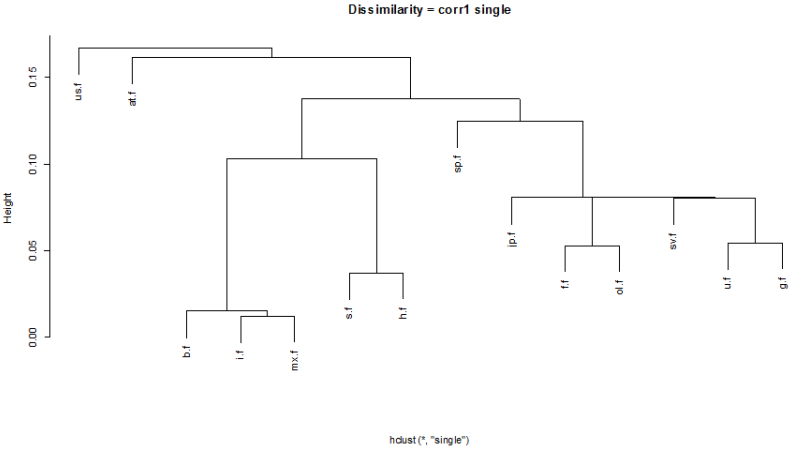 Dissimilarity = corr1 single
Height
0.15
0.10
0.05
0.00
us.f
at.f
b.f
i.f
mx.f
s.f
h.f
sp.f
jp.f
f.f
ol.f
sv.f
u.f
g.f
hclust (*, "single")